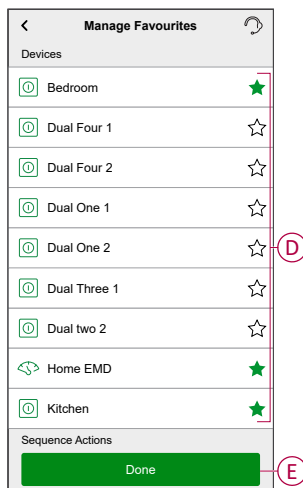 Manage Favourites
Devices
Bedroom
Dual Four 1
Dual Four 2
Dual One 1
D
Dual One 2
Dual Three 1
Dual two 2
Home EMD
Kitchen
Sequence Actions
Done
E